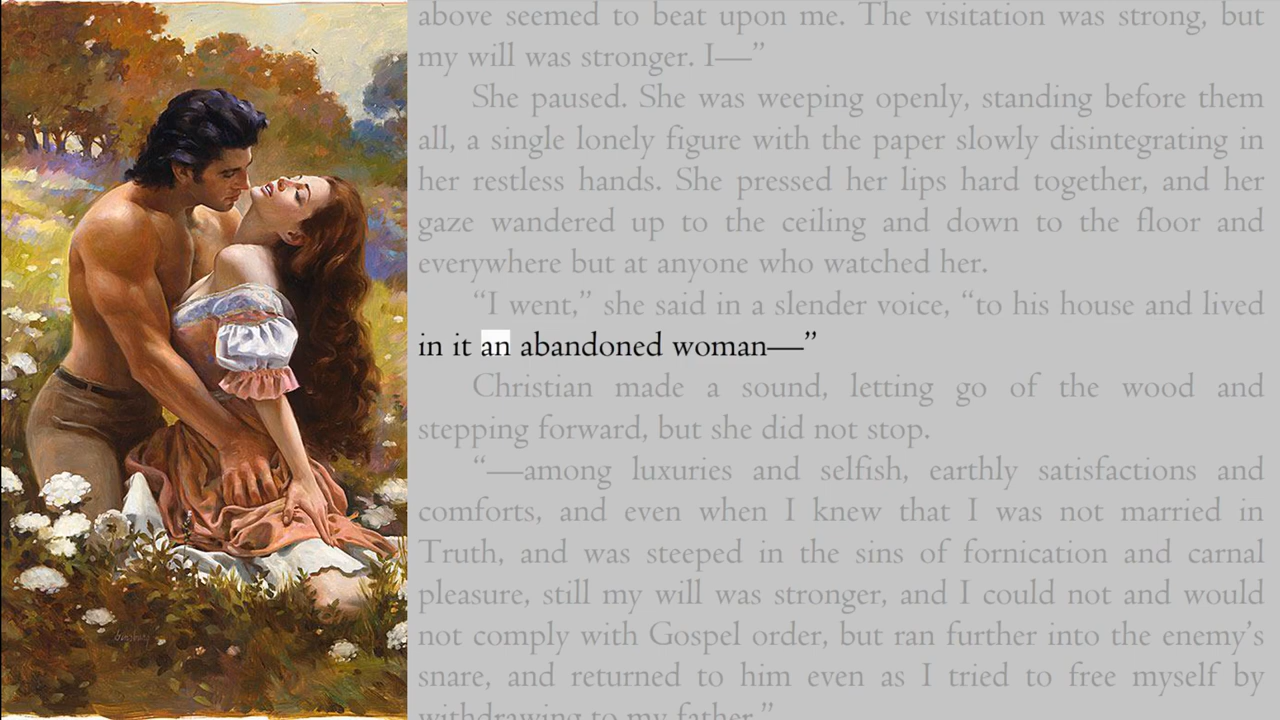 above seemed to beat upon me. The visitation was strong, but
my will was stronger. I—”
She paused. She was weeping openly, standing before them
all, a single lonely figure with the paper slowly disintegrating in
her restless hands. She pressed her lips hard together, and her
gaze wandered up to the ceiling and down to the floor and
everywhere but at anyone who watched her.
“I went,” she said in a slender voice, “to his house and lived
in it an abandoned woman—”
Christian made a sound, letting go of the wood and
stepping forward, but she did not stop.
“—among luxuries and selfish, earthly satisfactions and
comforts, and even when I knew that I was not married in
Truth, and was steeped in the sins of fornication and carnal
pleasure, still my will was stronger, and I could not and would
not comply with Gospel order, but ran further into the enemy’s
snare, and returned to him even as I tried to free myself by
withdrawing to my father.”